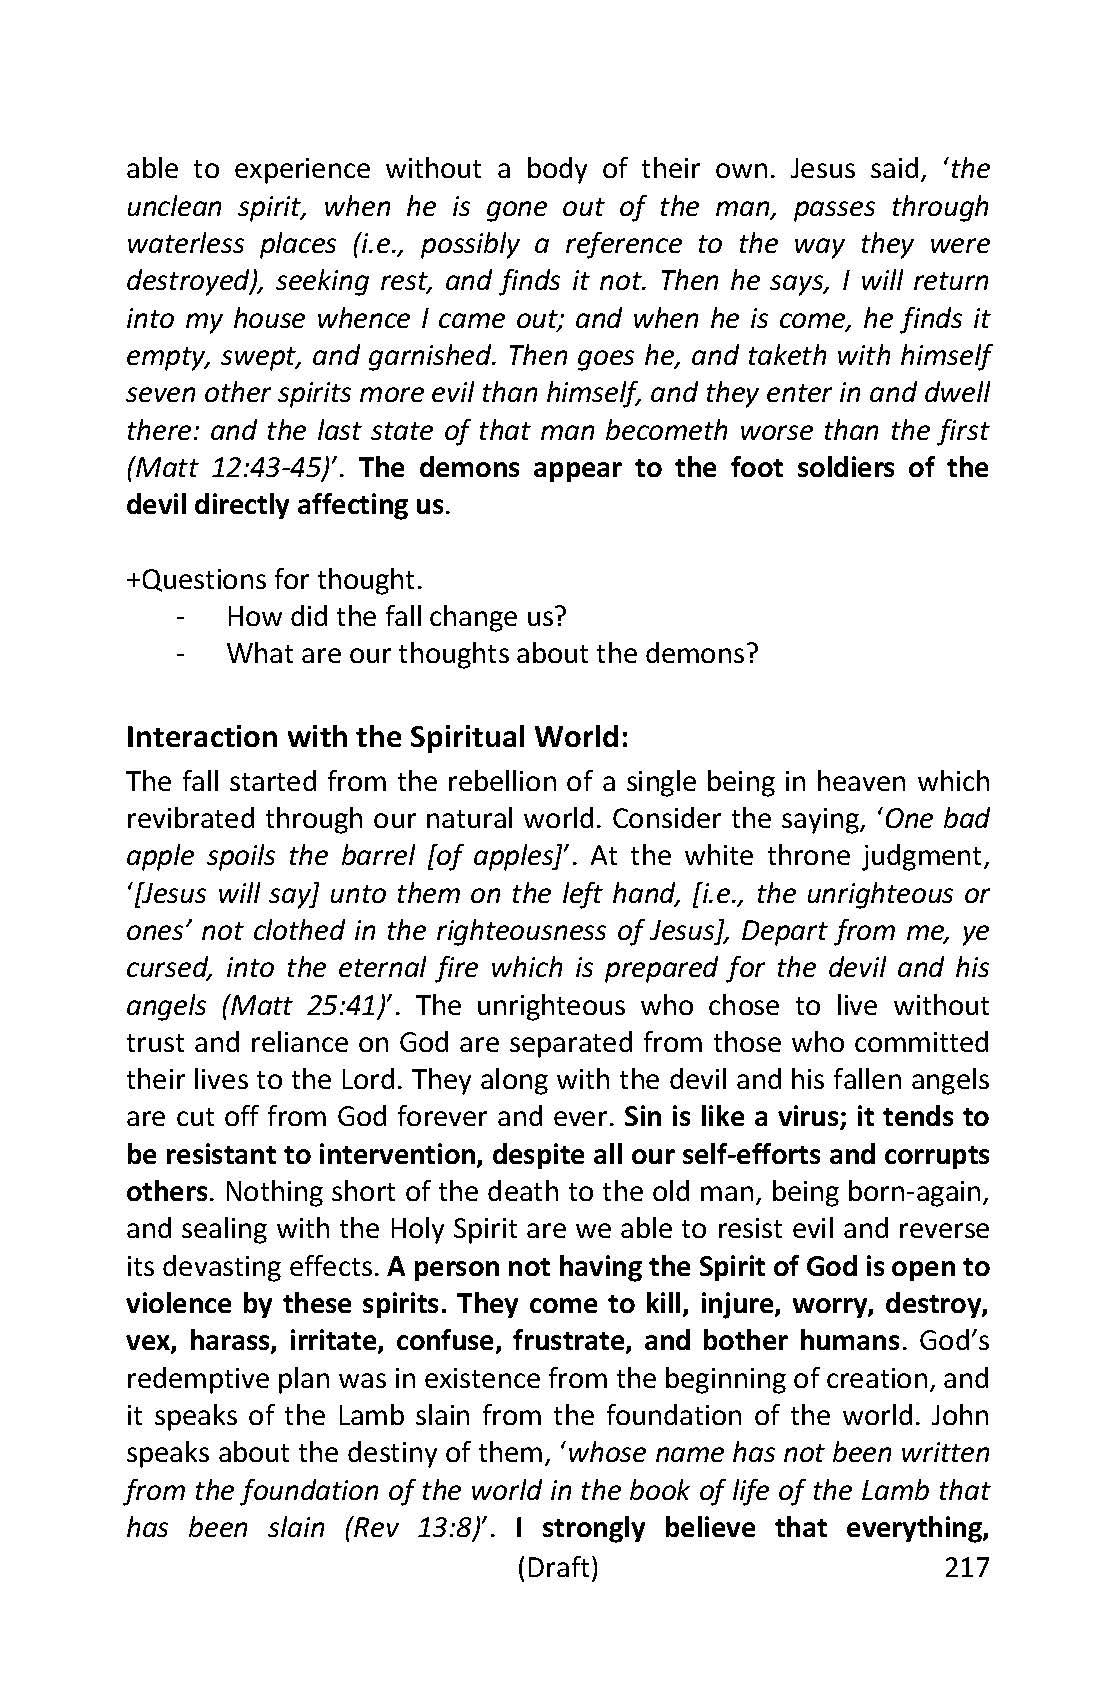 able to experience without a body of their own. Jesus said, ‘the
unclean spirit, when he is gone out of the man, passes through
waterless places (i.e., possibly a reference to the way they were
destroyed), seeking rest, and finds it not. Then he says, I will return
into my house whence I came out; and when he is come, he finds it
empty, swept, and garnished. Then goes he, and taketh with himself
seven other spirits more evil than himself, and they enter in and dwell
there: and the last state of that man becometh worse than the first
(Matt 12:43-45)’. The demons appear to the foot soldiers of the
devil directly affecting us.
+Questions for thought.
- How did the fall change us?
- What are our thoughts about the demons?
Interaction with the Spiritual World:
The fall started from the rebellion of a single being in heaven which
revibrated through our natural world. Consider the saying, ‘One bad
apple spoils the barrel [of apples]’. At the white throne judgment,
‘[Jesus will say] unto them on the left hand, [i.e., the unrighteous or
ones’ not clothed in the righteousness of Jesus], Depart from me, ye
cursed, into the eternal fire which is prepared for the devil and his
angels (Matt 25:41)’. The unrighteous who chose to live without
trust and reliance on God are separated from those who committed
their lives to the Lord. They along with the devil and his fallen angels
are cut off from God forever and ever. Sin is like a virus; it tends to
be resistant to intervention, despite all our self-efforts and corrupts
others. Nothing short of the death to the old man, being born-again,
and sealing with the Holy Spirit are we able to resist evil and reverse
its devasting effects. A person not having the Spirit of God is open to
violence by these spirits. They come to kill, injure, worry, destroy,
vex, harass, irritate, confuse, frustrate, and bother humans. God’s
redemptive plan was in existence from the beginning of creation, and
it speaks of the Lamb slain from the foundation of the world. John
speaks about the destiny of them, ‘whose name has not been written
from the foundation of the world in the book of life of the Lamb that
has been slain (Rev 13:8)’. I strongly believe that everything,
(Draft) 217